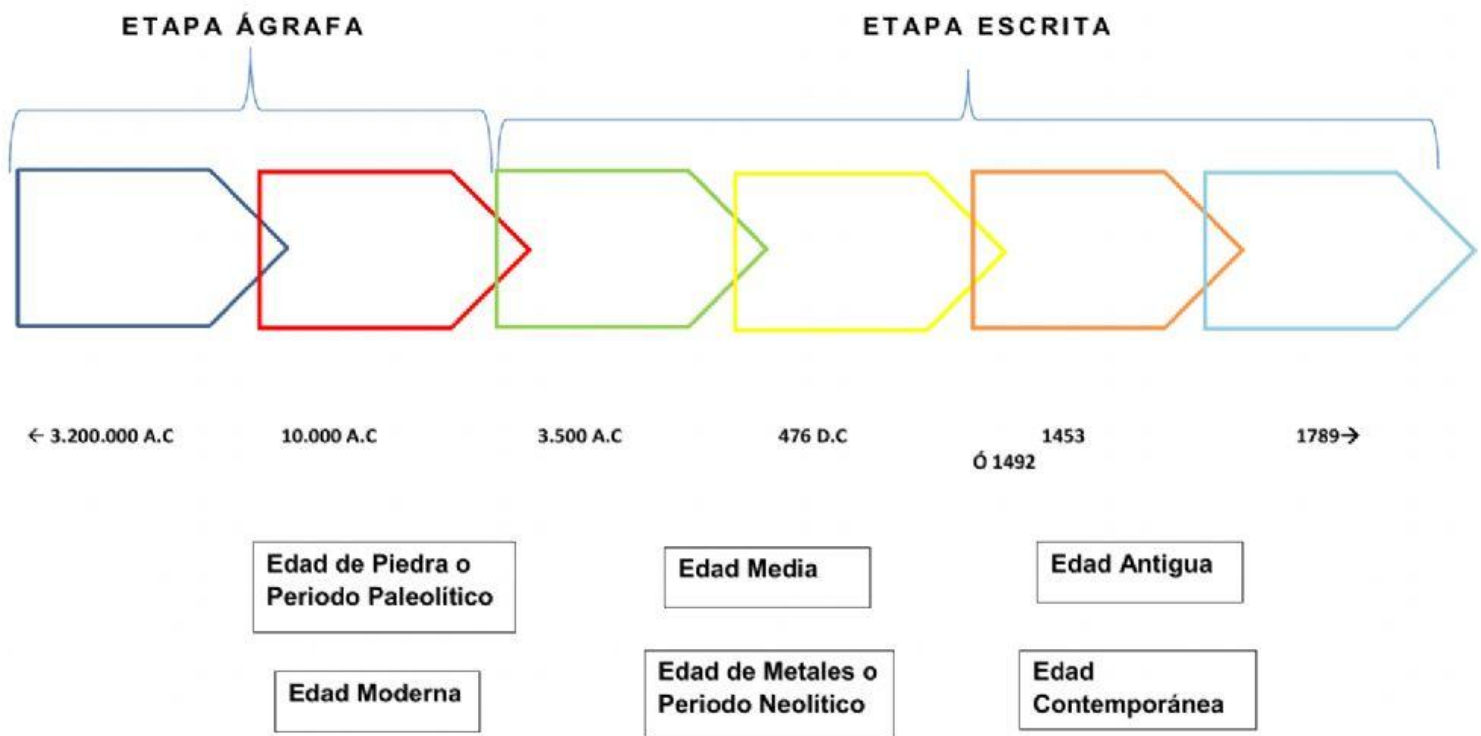 ETAPA ÁGRAFA
ETAPA ESCRITA
← 3.200.000 A.C
10.000 A.C
3.500 A.C
476 D.C
1453
Ó 1492
1789→
Edad de Piedra o
Periodo Paleolítico
Edad Media
Edad Antigua
Edad Moderna
Edad de Metales o
Periodo Neolítico
Edad
Contemporánea